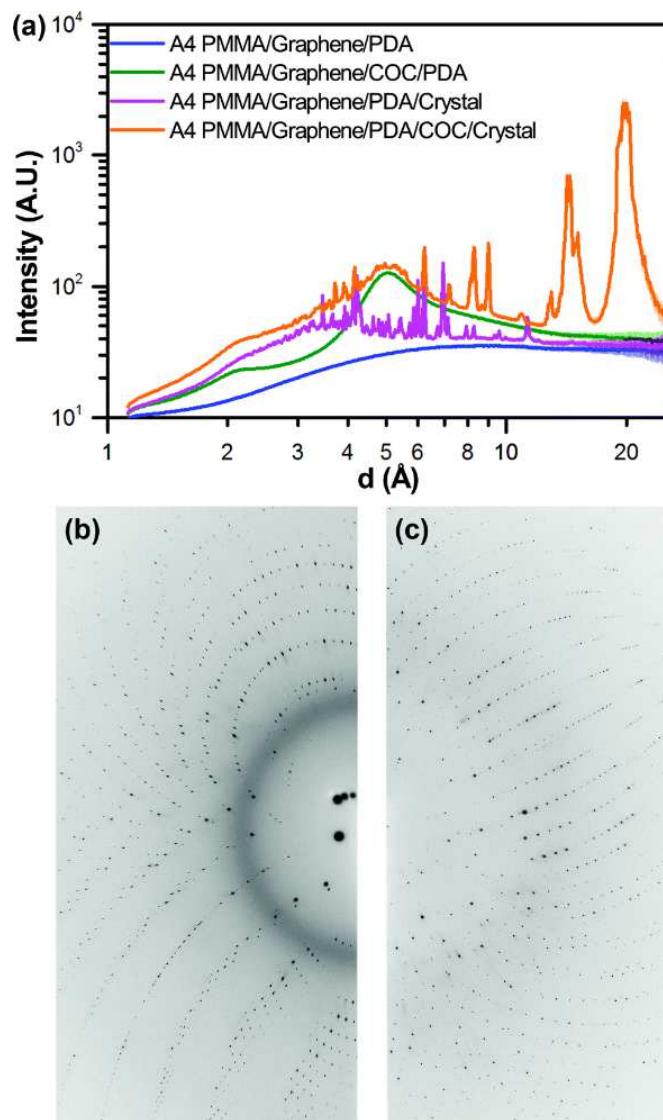 (a)
10⁴
A4 PMMA/Graphene/PDA
A4 PMMA/Graphene/COC/PDA
A4 PMMA/Graphene/PDA/Crystal
A4 PMMA/Graphene/PDA/COC/Crystal
10³
Intensity (A.U.)
10²
10¹
1 2 3 4 5 6 8 10 20
d (Å)
(b) (c)